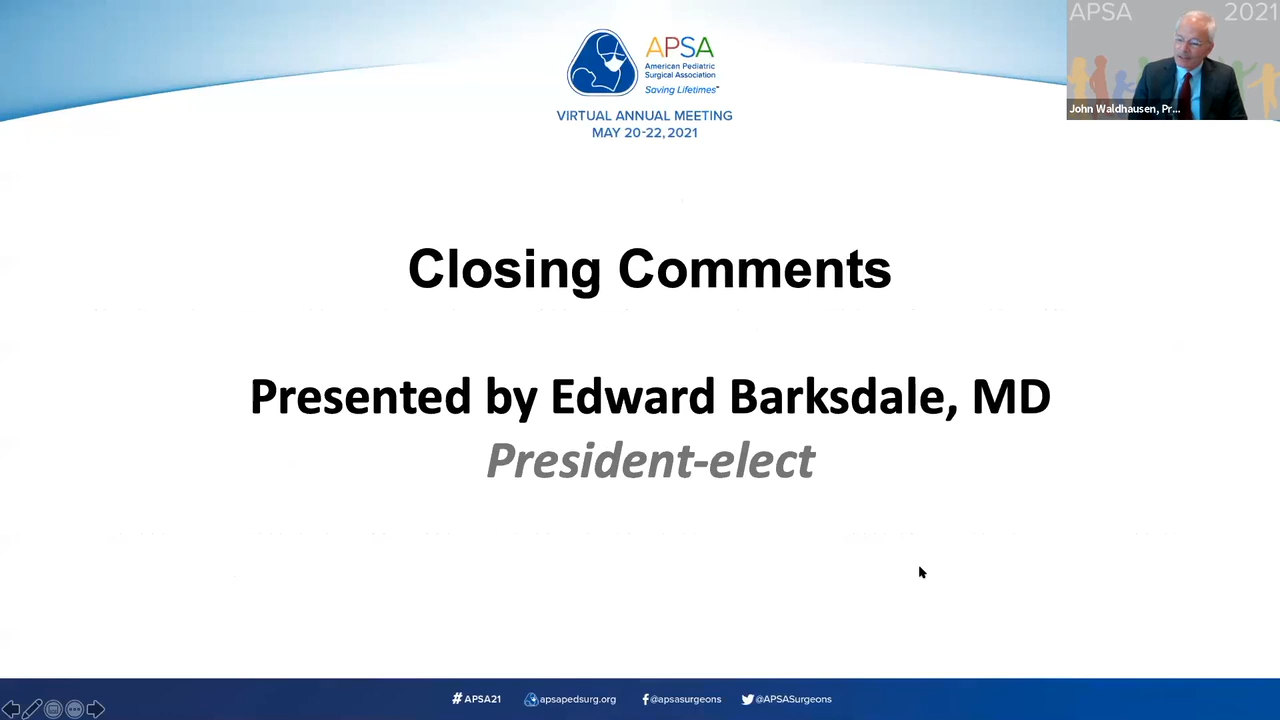 APSA 2021
John Waldhausen, Pr...
APSA
American Pediatric
Surgical Association
Saving Lifetimes™
VIRTUAL ANNUAL MEETING
MAY 20-22, 2021
Closing Comments
Presented by Edward Barksdale, MD
President-elect
#APSA21 apsapedsurg.org @apsasurgeons @APSASurgeons